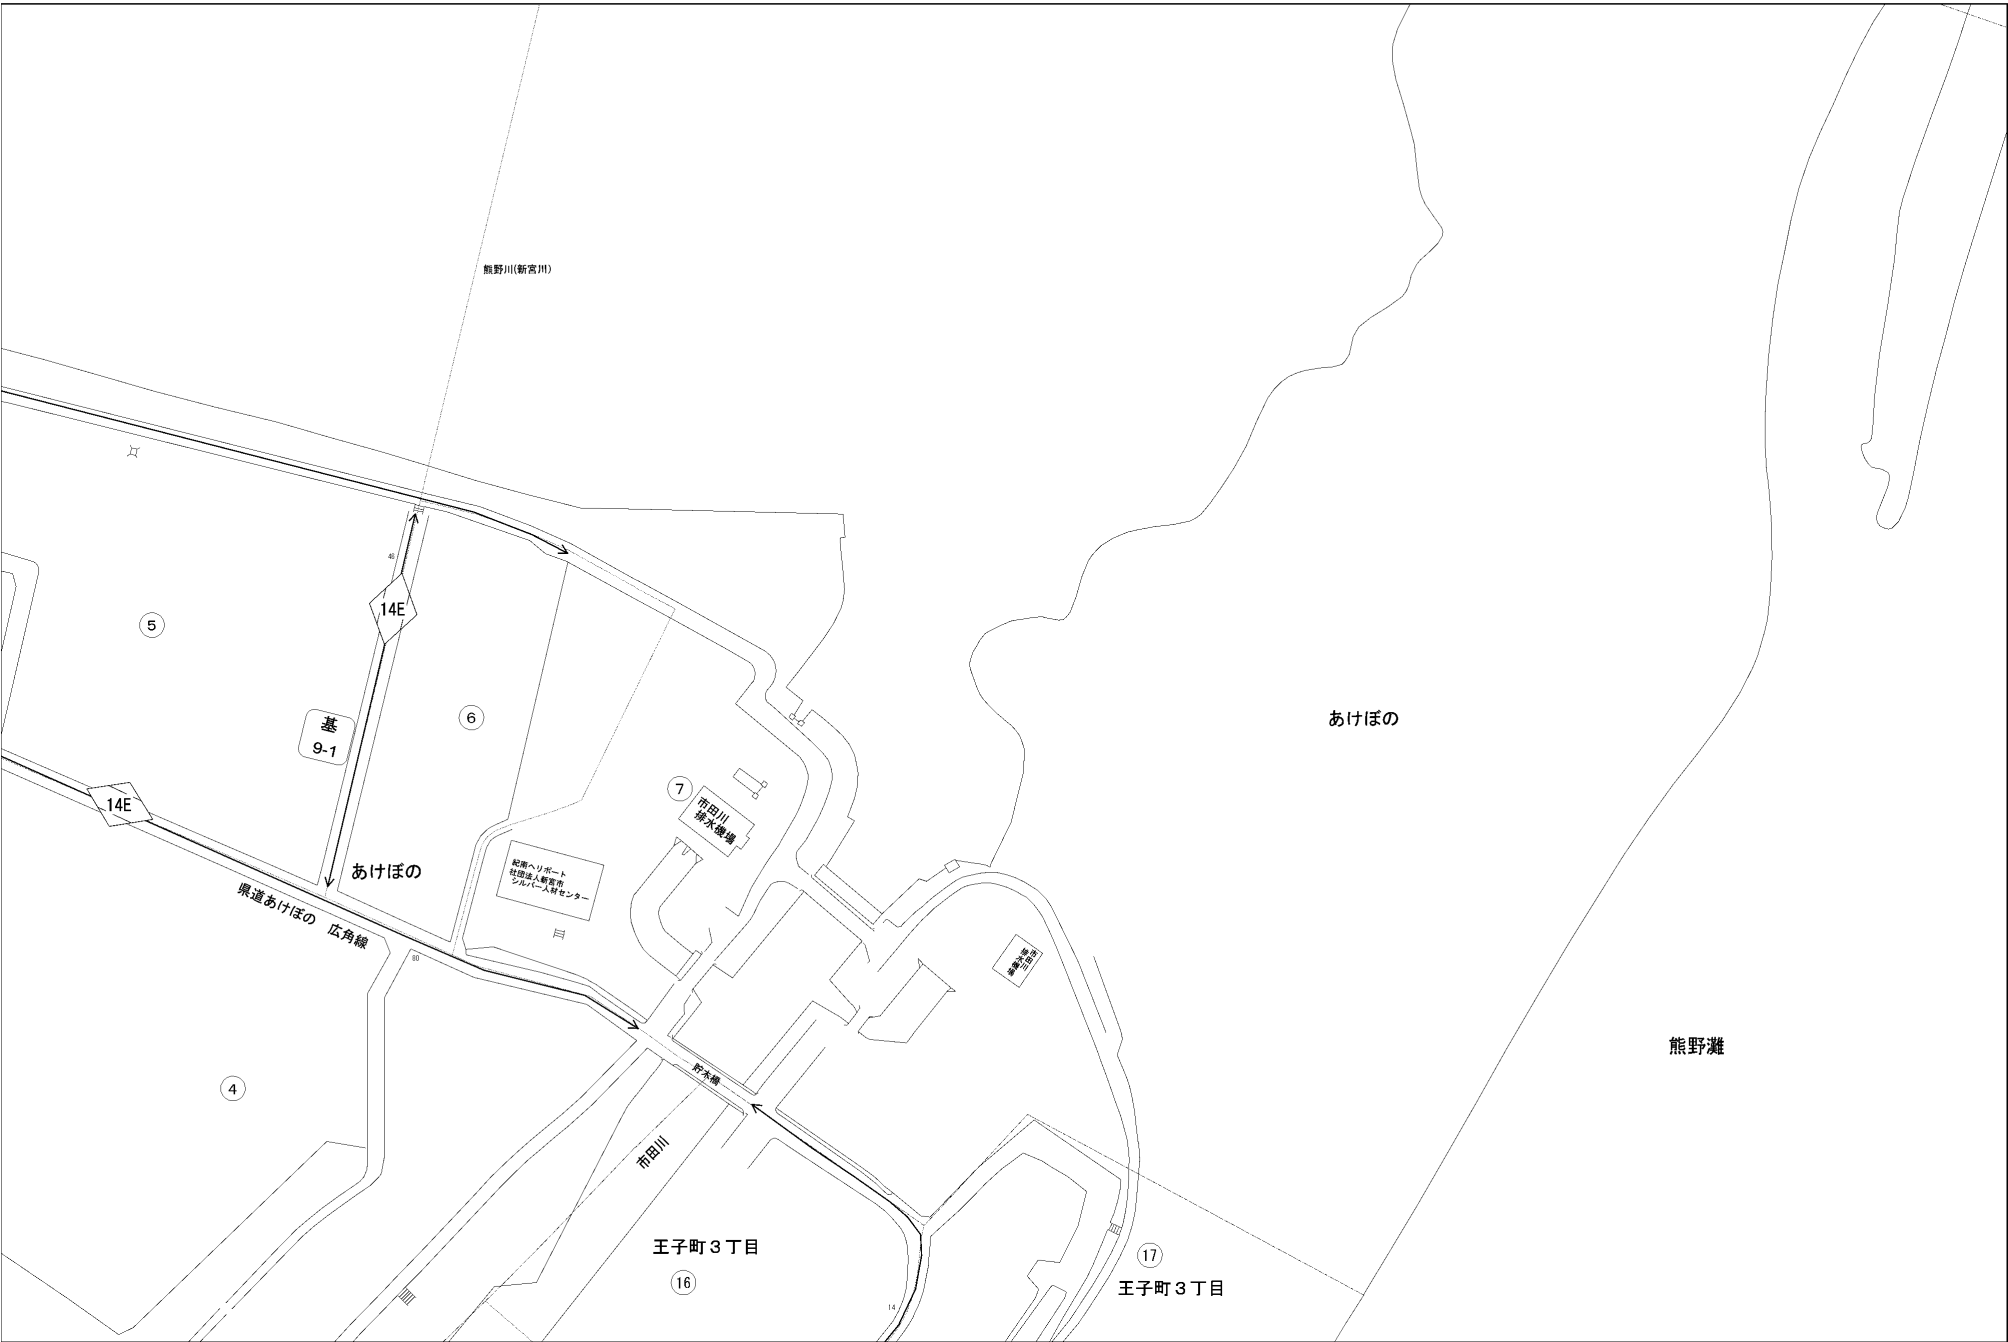 熊野川(新宮川)
46
14E
5
6
基
9-1
あけぼの
7
市田川
排水機場
14E
あけぼの
紀南ヘリポート
社団法人新宮市
シルバー人材センター
県道あけぼの　広角線
60
市田川
排水機場
熊野灘
4
貯木橋
市田川
王子町３丁目
16
17
王子町３丁目
14